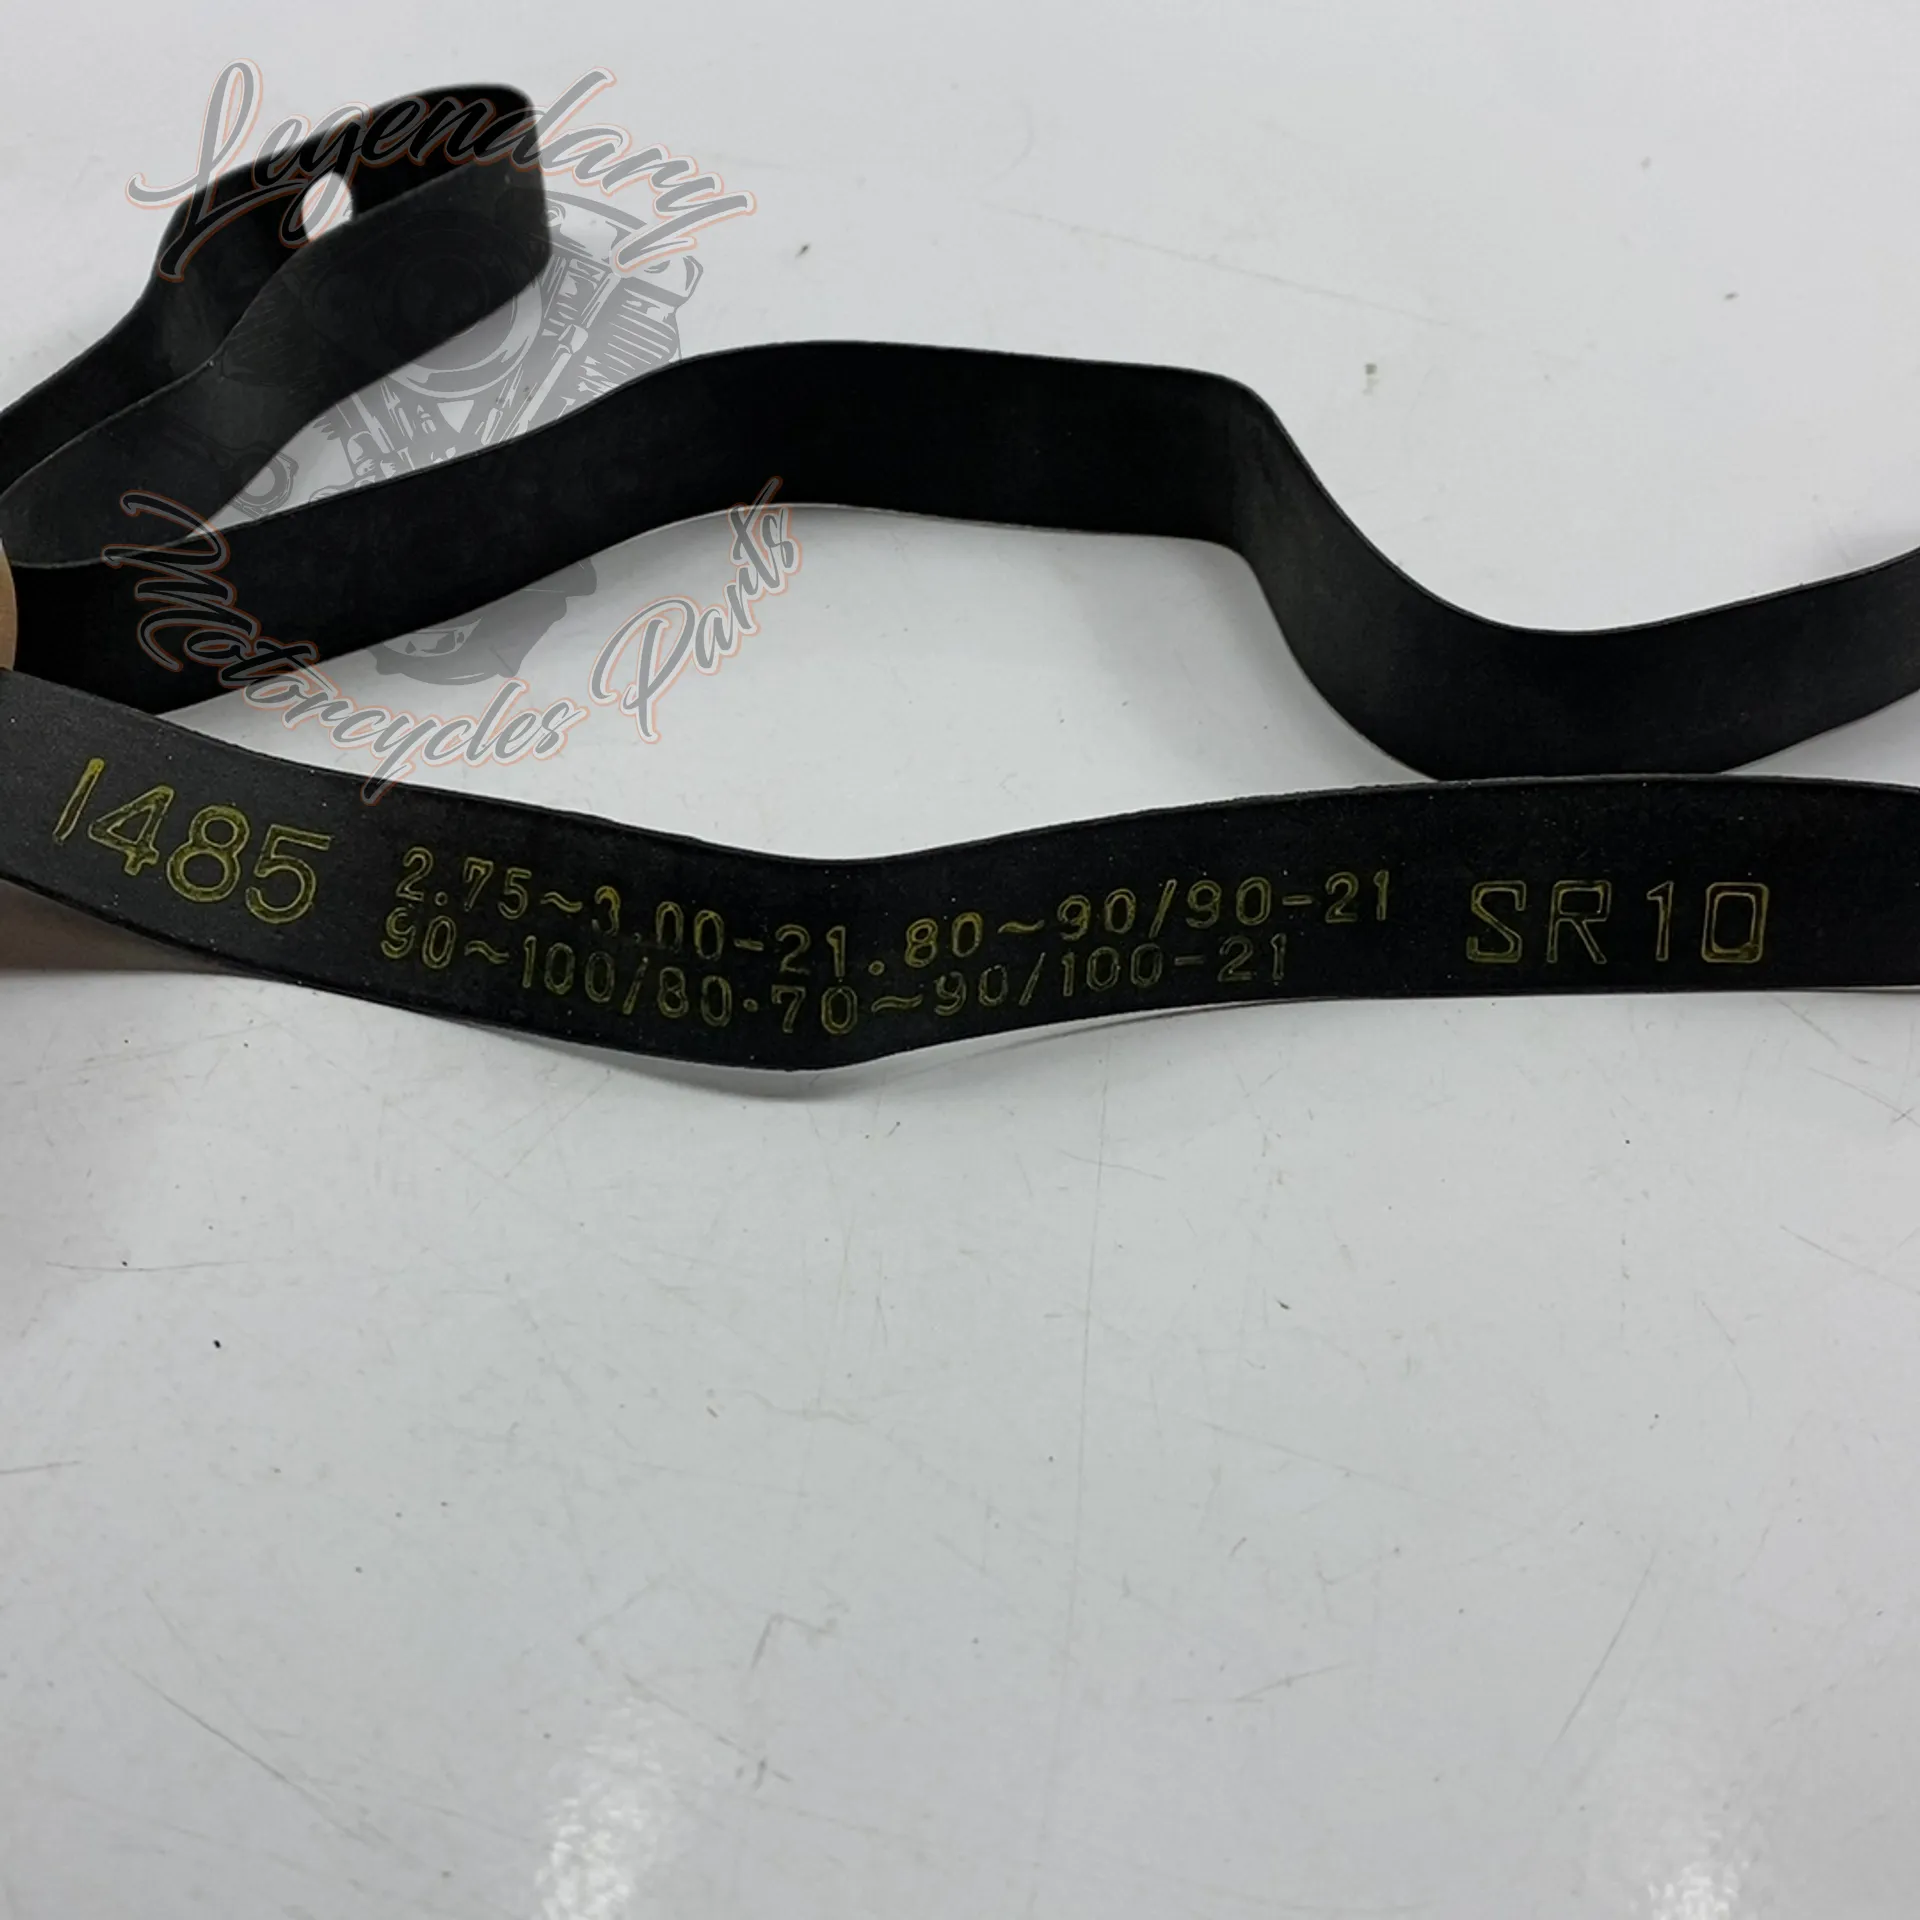 Legendary
Motorcycles Parts
1485
2.75~3.00-21.80~90/90-21
90~100/80·70~90/100-21
SR10